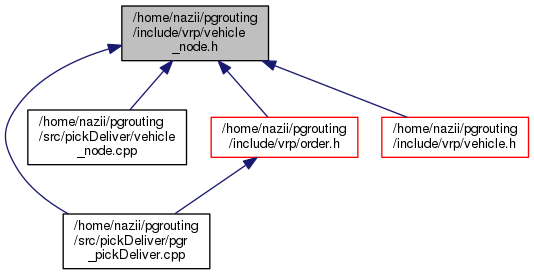 /home/nazii/pgrouting
/include/vrp/vehicle
_node.h
/home/nazii/pgrouting
/src/pickDeliver/vehicle
_node.cpp
/home/nazii/pgrouting
/include/vrp/order.h
/home/nazii/pgrouting
/include/vrp/vehicle.h
/home/nazii/pgrouting
/src/pickDeliver/pgr
_pickDeliver.cpp